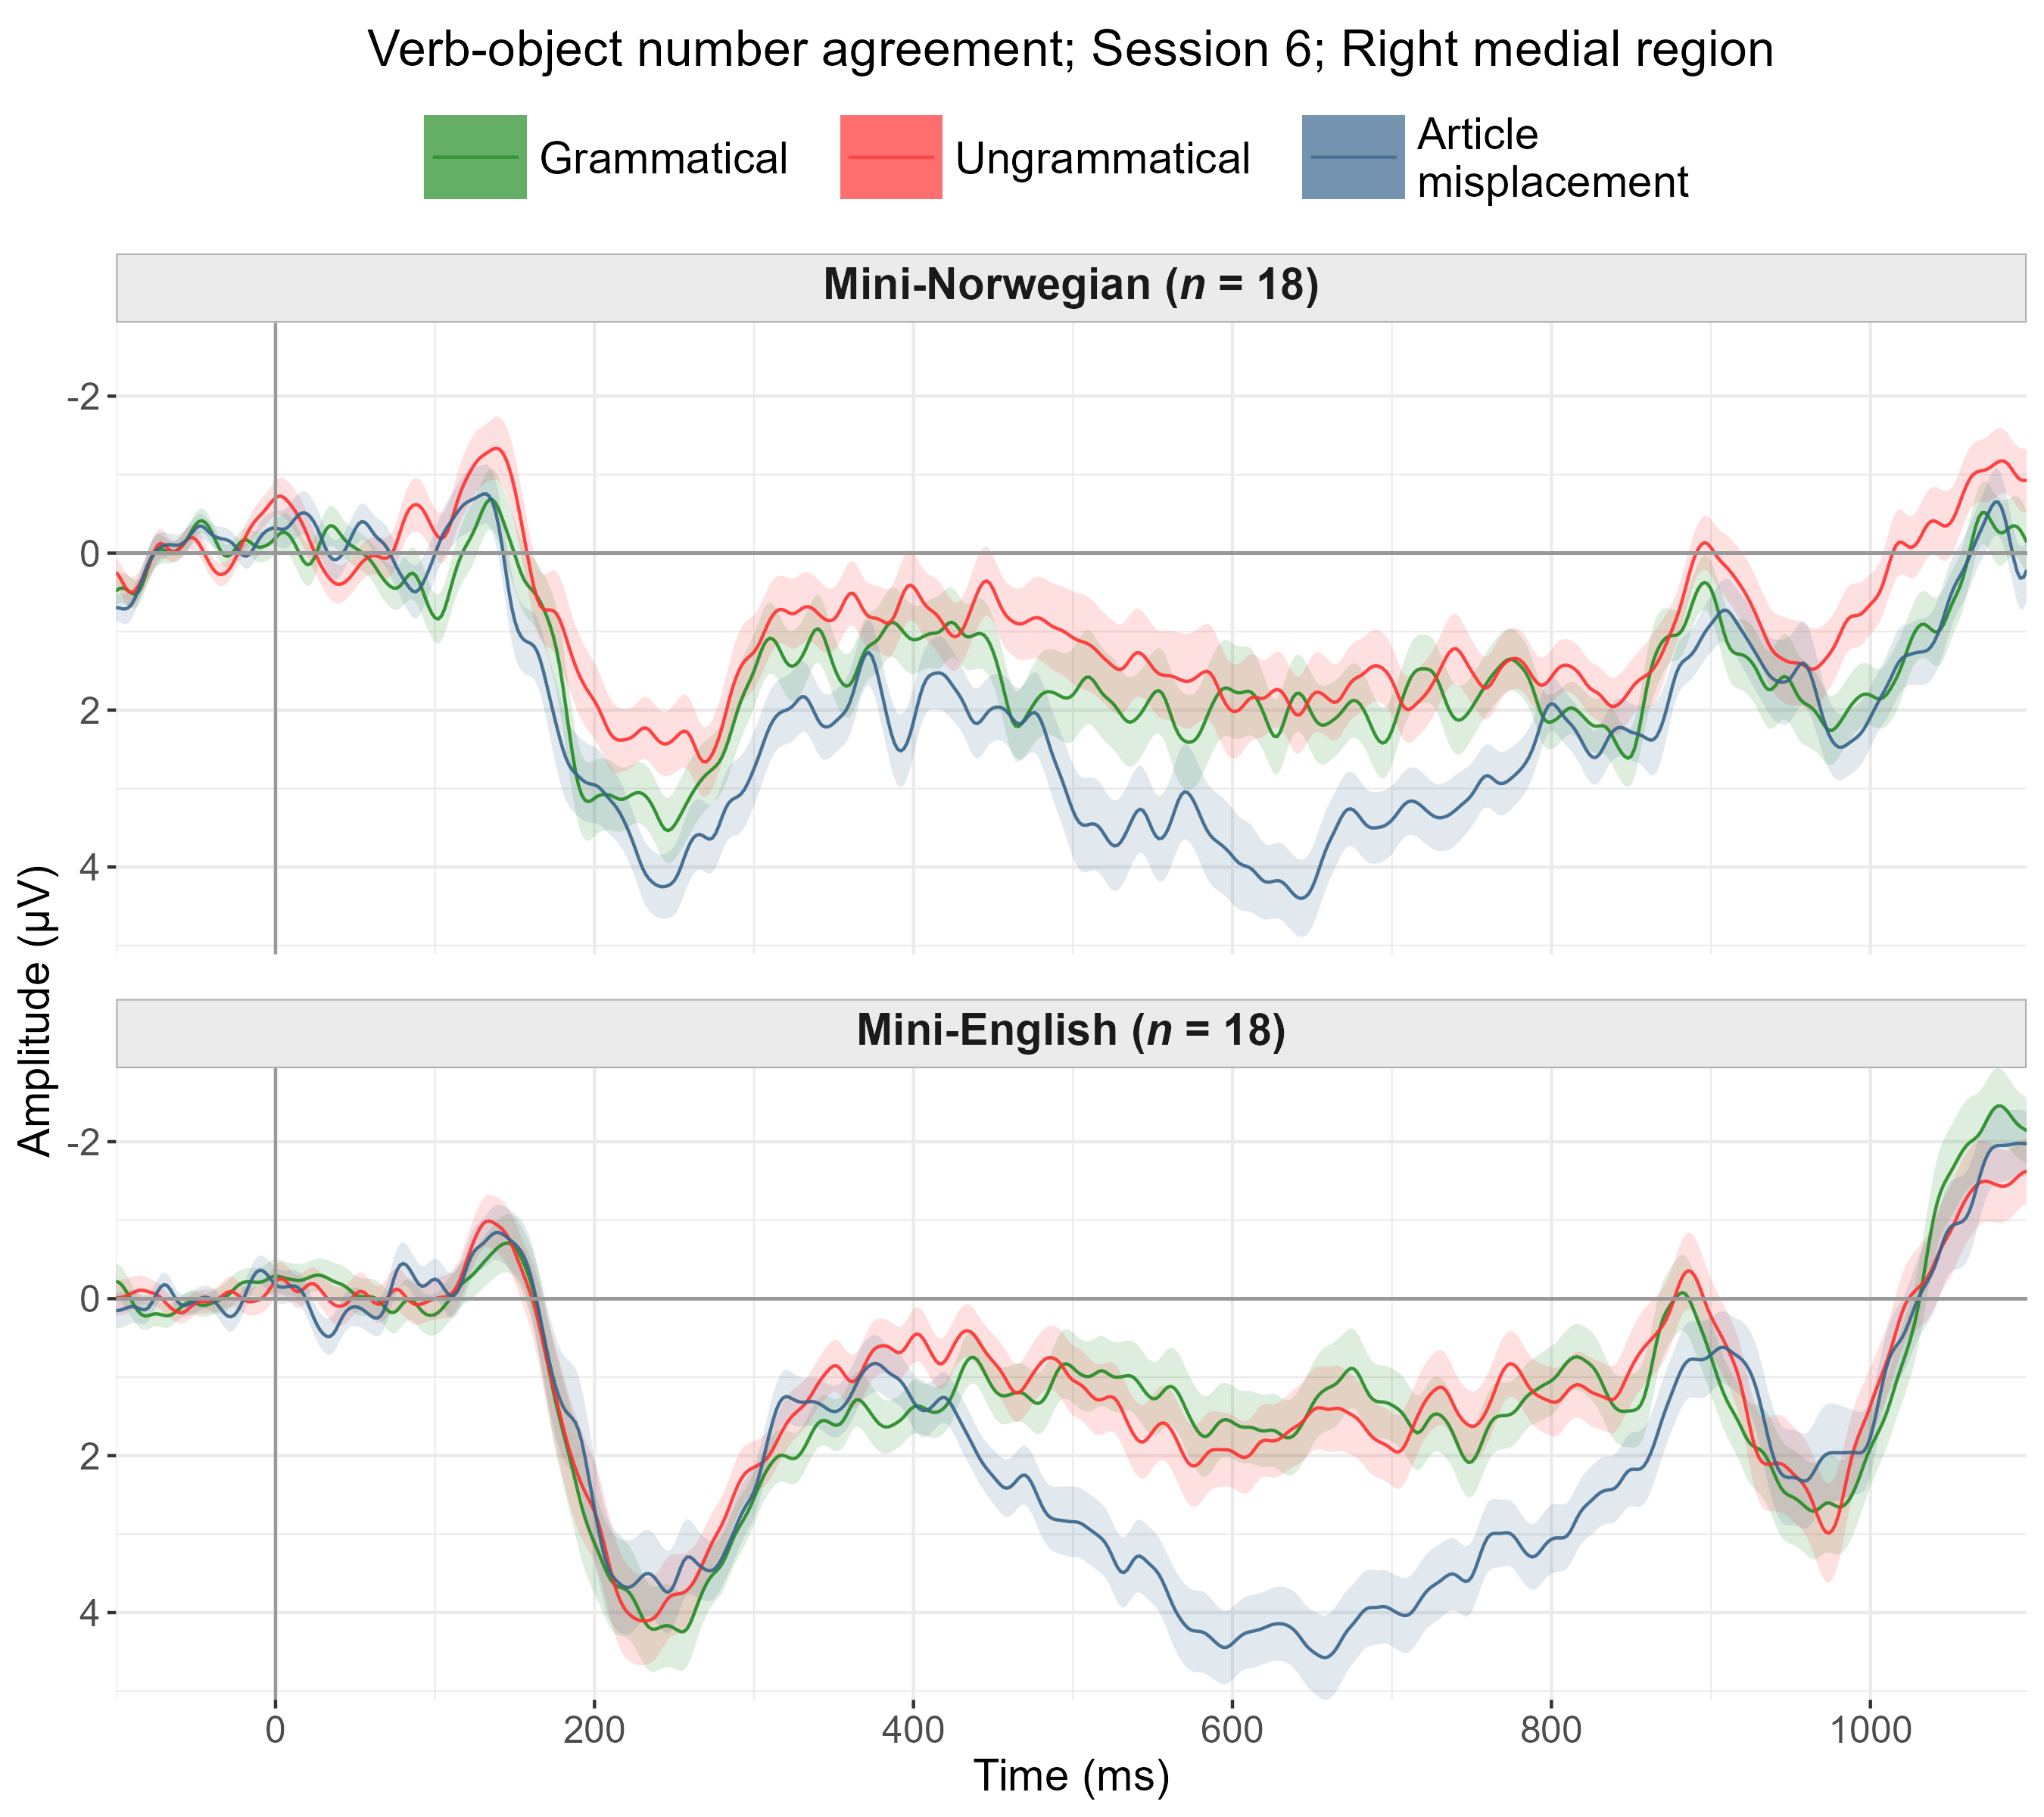 Verb-object number agreement; Session 6; Right medial region
Grammatical
Ungrammatical
Article
misplacement
Mini-Norwegian (n = 18)
-2
0
2
4
Amplitude (µV)
Mini-English (n = 18)
-2
0
2
4
0 200 400 600 800 1000
Time (ms)